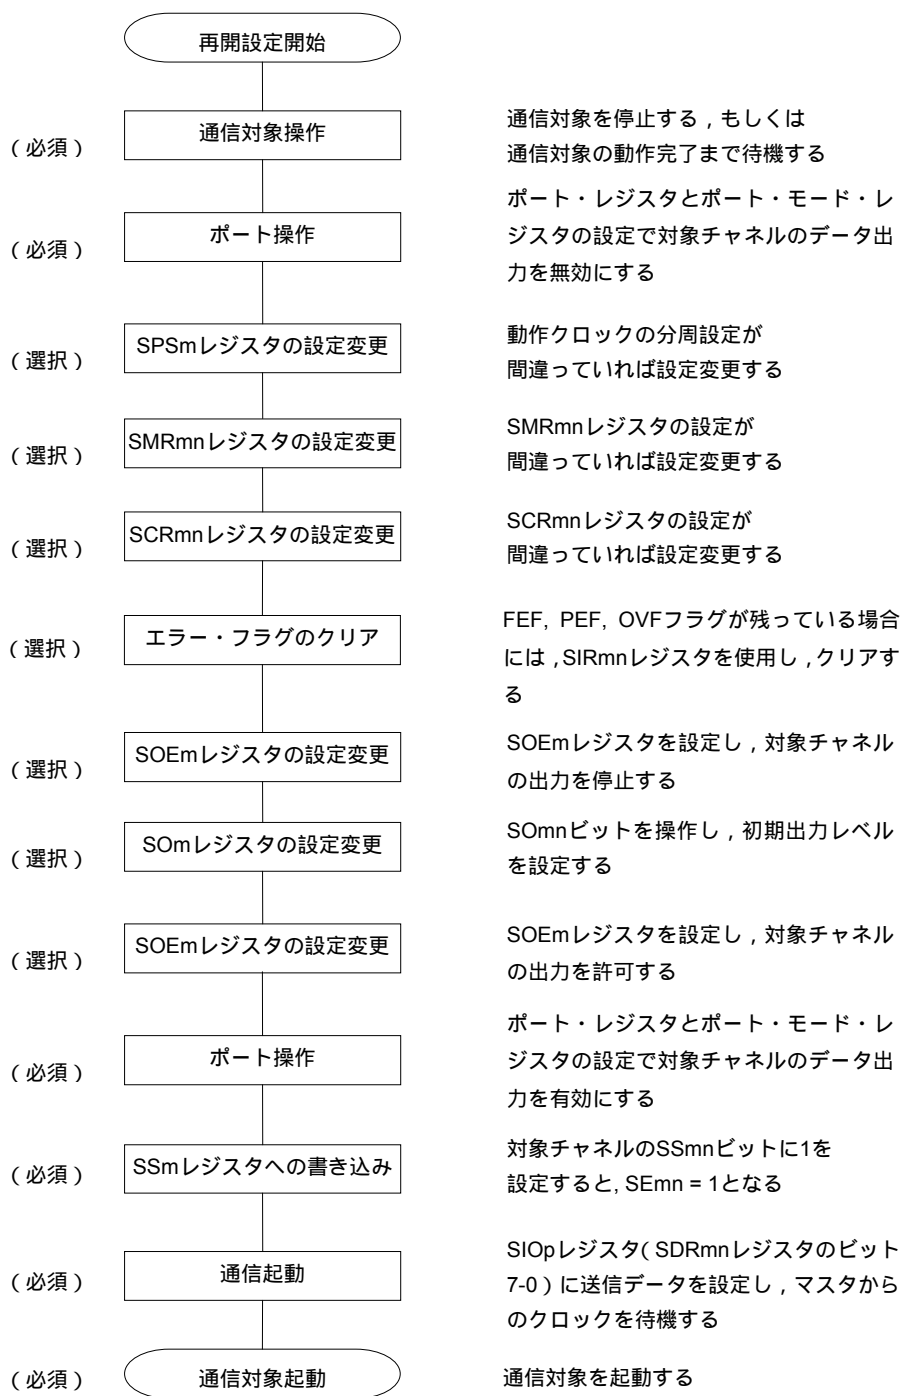 再開設定開始
(必須)
通信対象操作
通信対象を停止する,もしくは
通信対象の動作完了まで待機する
(必須)
ポート操作
ポート・レジスタとポート・モード・レ
ジスタの設定で対象チャネルのデータ出
力を無効にする
(選択)
SPSmレジスタの設定変更
動作クロックの分周設定が
間違っていれば設定変更する
(選択)
SMRmnレジスタの設定変更
SMRmnレジスタの設定が
間違っていれば設定変更する
(選択)
SCRmnレジスタの設定変更
SCRmnレジスタの設定が
間違っていれば設定変更する
(選択)
エラー・フラグのクリア
FEF, PEF, OVFフラグが残っている場合
には,SIRmnレジスタを使用し,クリアす
る
(選択)
SOEmレジスタの設定変更
SOEmレジスタを設定し,対象チャネル
の出力を停止する
(選択)
SOmレジスタの設定変更
SOmnビットを操作し,初期出力レベル
を設定する
(選択)
SOEmレジスタの設定変更
SOEmレジスタを設定し,対象チャネル
の出力を許可する
(必須)
ポート操作
ポート・レジスタとポート・モード・レ
ジスタの設定で対象チャネルのデータ出
力を有効にする
(必須)
SSmレジスタへの書き込み
対象チャネルのSSmnビットに1を
設定すると, SEmn = 1となる
(必須)
通信起動
SIOpレジスタ(SDRmnレジスタのビット
7-0)に送信データを設定し,マスタから
のクロックを待機する
(必須)
通信対象起動
通信対象を起動する